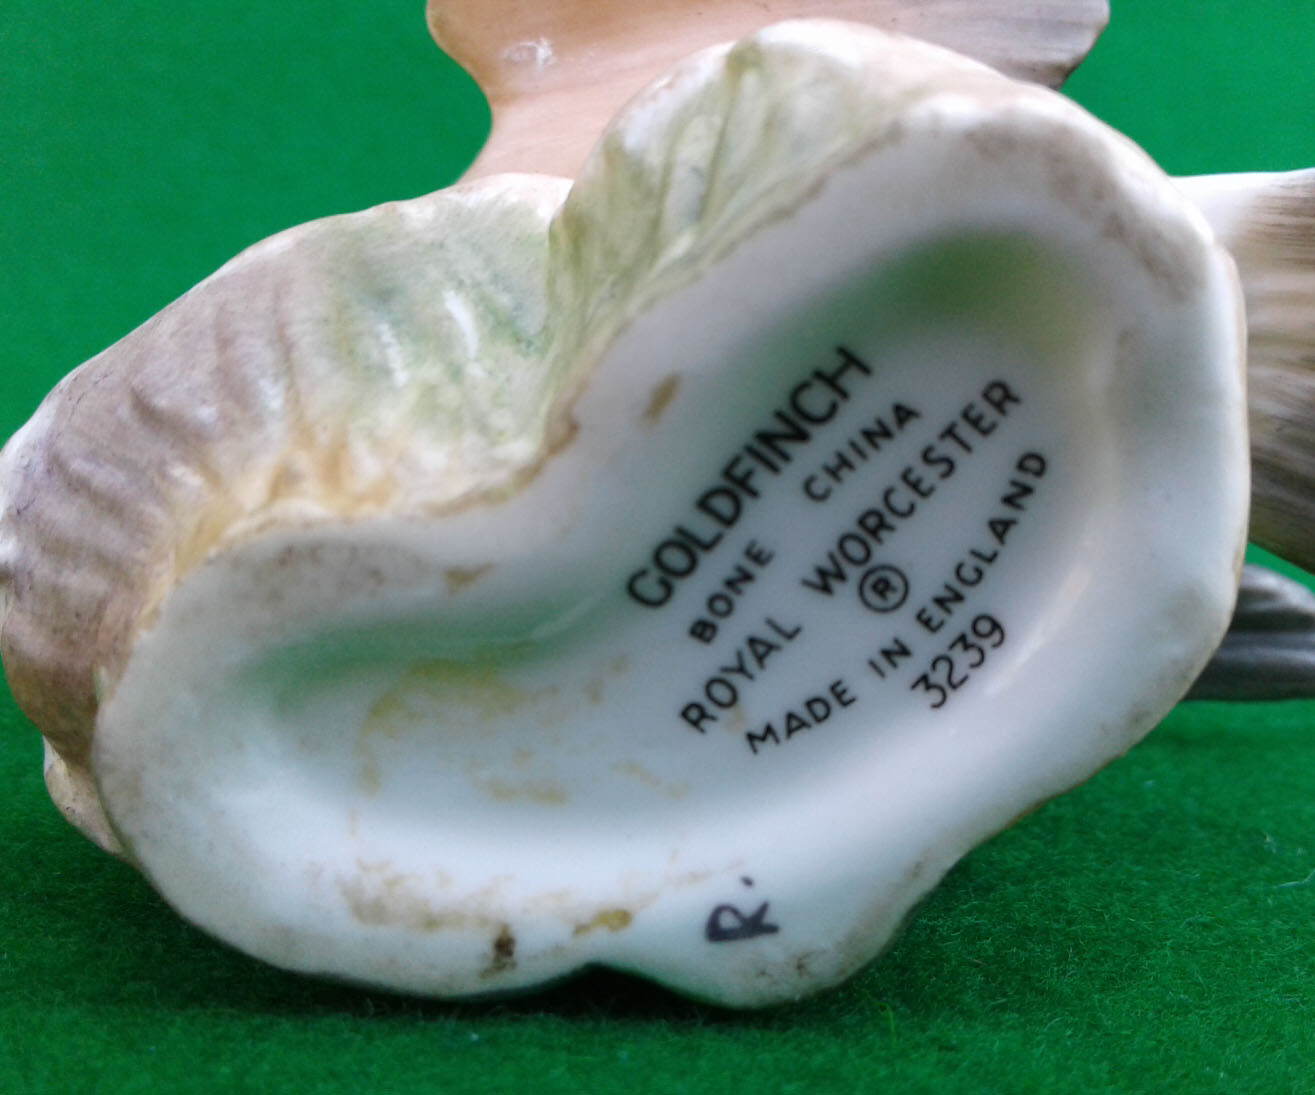 GOLDFINCH
BONE CHINA
ROYAL WORCESTER
®
MADE IN ENGLAND
3239
R.